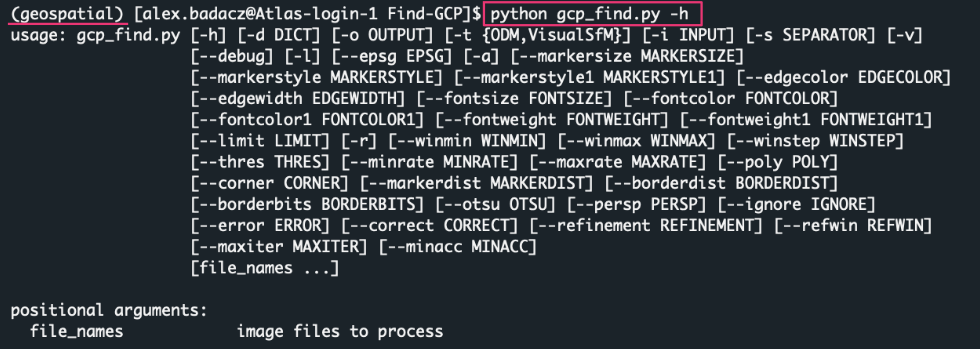 (geospatial) [alex.badacz@Atlas-login-1 Find-GCP]$ python gcp_find.py -h
usage: gcp_find.py [-h] [-d DICT] [-o OUTPUT] [-t {ODM,VisualSfM}] [-i INPUT] [-s SEPARATOR] [-v]
[--debug] [-l] [--epsg EPSG] [-a] [--markersize MARKERSIZE]
[--markerstyle MARKERSTYLE] [--markerstyle1 MARKERSTYLE1] [--edgecolor EDGECOLOR]
[--edgewidth EDGEWIDTH] [--fontsize FONTSIZE] [--fontcolor FONTCOLOR]
[--fontcolor1 FONTCOLOR1] [--fontweight FONTWEIGHT] [--fontweight1 FONTWEIGHT1]
[--limit LIMIT] [-r] [--winmin WINMIN] [--winmax WINMAX] [--winstep WINSTEP]
[--thres THRES] [--minrate MINRATE] [--maxrate MAXRATE] [--poly POLY]
[--corner CORNER] [--markerdist MARKERDIST] [--borderdist BORDERDIST]
[--borderbits BORDERBITS] [--otsu OTSU] [--persp PERSP] [--ignore IGNORE]
[--error ERROR] [--correct CORRECT] [--refinement REFINEMENT] [--refwin REFWIN]
[--maxiter MAXITER] [--minacc MINACC]
[file_names ...]
positional arguments:
file_names image files to process